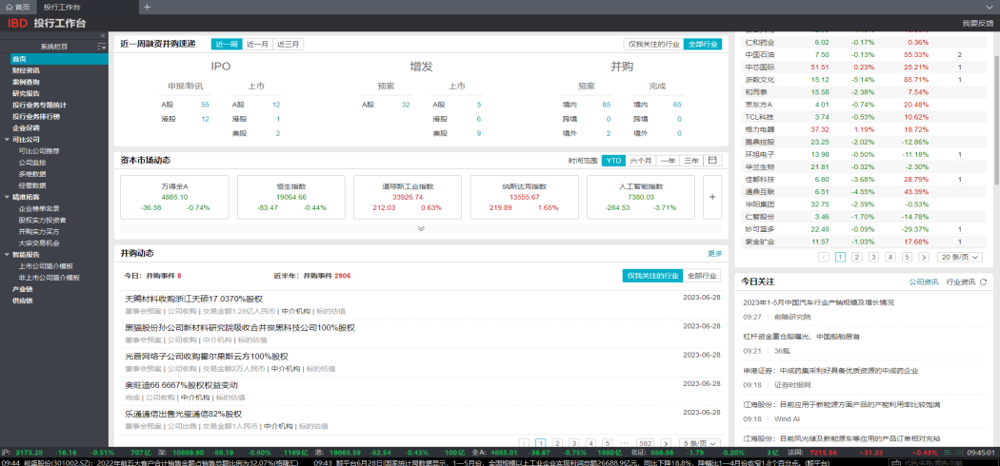 首页 投行工作台
IBD 投行工作台 我要反馈
系统栏目
首页
财经资讯
案例查询
研究报告
投行业务专题统计
投行业务排行榜
企业尽调
可比公司
可比公司推荐
公司监控
多维数据
经营数据
精准拓客
企业榜单名录
股权实力投资者
并购实力买方
大宗交易机会
智能报告
上市公司简介模板
非上市公司简介模板
产业链
供应链
近一周融资并购速递 近一周 近一月 近三月 仅我关注的行业 全部行业
IPO 增发 并购
申报/聆讯 上市 预案 上市 预案 完成
A股 55 A股 12 A股 32 A股 3 境内 85 境内 65
港股 12 港股 1 港股 6 跨境 0 跨境 0
美股 2 美股 9 境外 2 境外 0
资本市场动态 时间范围 YTD 六个月 一年 三年
万得全A 恒生指数 道琼斯工业指数 纳斯达克指数 人工智能指数
4885.10 19064.66 33926.74 13555.67 7380.03
-36.58 -0.74% -83.47 -0.44% 212.03 0.63% 219.89 1.65% -284.53 -3.71%
并购动态 更多
今日：并购事件 8 近半年：并购事件 2906 仅我关注的行业 全部行业
天赐材料收购浙江天硕17.0370%股权 2023-06-28
董事会预案 | 公司收购 | 交易金额1.28亿人民币 | 中介机构 | 标的估值
黑猫股份孙公司新材料研究院吸收合并炭黑科技公司100%股权 2023-06-28
董事会预案 | 公司收购 | 中介机构 | 标的估值
光音网络子公司收购霍尔果斯云方100%股权 2023-06-28
董事会预案 | 公司收购 | 交易金额2万人民币 | 中介机构 | 标的估值
奥旺迪66.6667%股权权益变动 2023-06-28
完成 | 公司收购 | 中介机构 | 标的估值
乐通通信出售光玺通信82%股权 2023-06-28
董事会预案 | 公司出售 | 交易金额1人民币 | 中介机构 | 标的估值
1 2 3 4 5 ··· 582 5 条/页
仁和药业 6.02 -0.17% 0.36%
中国石油 7.50 -0.13% 55.33% 2
中芯国际 51.51 0.23% 25.21% 1
浙数文化 15.12 -5.14% 85.71% 1
和而泰 15.58 -2.38% 7.54%
京东方A 4.01 -0.74% 20.48%
TCL科技 3.74 -0.53% 10.62%
格力电器 37.32 1.19% 18.72%
鹏鼎控股 23.25 -2.02% -12.86%
环旭电子 13.98 -0.50% -11.18% 1
华兰生物 21.81 -0.32% -2.30%
佳都科技 6.80 -3.68% 28.79% 1
通鼎互联 6.51 -4.55% 43.39%
华阳集团 32.75 -2.59% -0.53%
仁智股份 3.46 -1.70% -14.78%
妙可蓝多 22.49 -0.09% -29.37% 1
紫金矿业 11.57 -1.03% 17.68% 1
1 2 3 4 5 20 条/页
今日关注 公司资讯 行业资讯
2023年1-5月中国汽车行业产销规模及增长情况
09:27 前瞻研究院
杠杆资金重仓股曝光，中国船舶居首
09:21 36氪
申港证券：中成药集采利好具备优质资源的中成药企业
09:18 证券时报网
江海股份：目前应用于新能源方面产品的产能利用率比较饱满
09:18 Wind AI
江海股份：目前风光储及新能源车等应用的产品订单相对充裕
沪: 3173.28 -16.16 -0.51% 707亿 深: 10889.90 -88.19 -0.80% 1169亿 港: 19065.59 -82.54 -0.43% 100亿 全A: 4885.01 -36.67 -0.75% 1880亿 北证: 886.86 -1.79 -0.20% 3亿 法国: 7215.58 +31.23 +0.43%
09:44 崧盛股份(301002.SZ)：2022年前五大客户合计销售金额占销售总额比例为32.07%(格隆汇) 09:43 颐平台6月28日|国家统计局数据显示，1—5月份，全国规模以上工业企业实现利润总额26688.9亿元，同比下降18.8%，降幅比1—4月份收窄1.8个百分点。(颐平台) 09:45:01